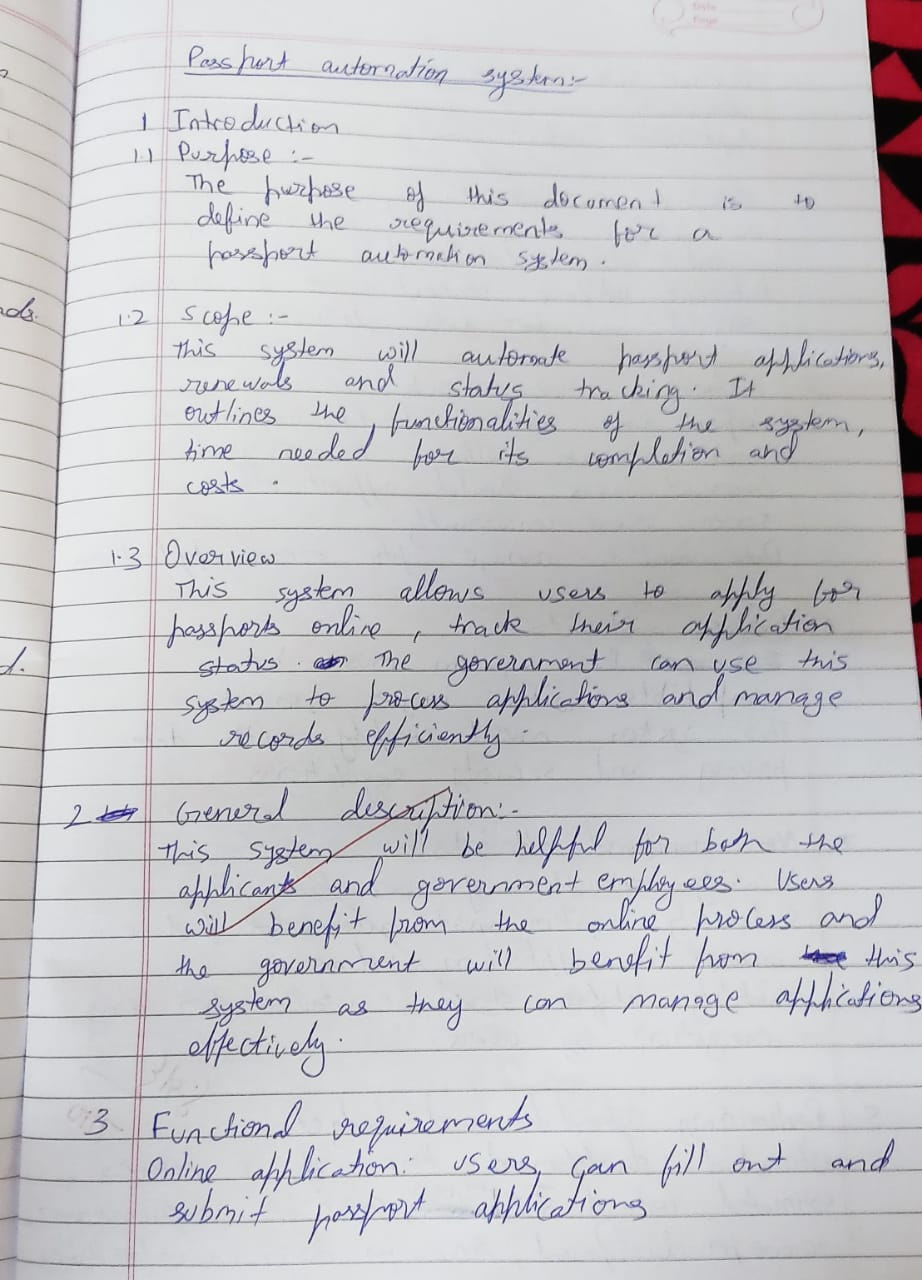 Passport automation system:-
1 Introduction
1.1 Purpose :-
The purpose of this document is to
define the requirements for a
passport automation system.
1.2 Scope :-
This system will automate passport applications,
renewals and status tracking. It
outlines the functionalities of the system,
time needed for its completion and
costs.
1.3 Overview
This system allows users to apply for
passports online, track their application
status. The government can use this
system to process applications and manage
records efficiently.
2 General description:-
This system will be helpful for both the
applicants and government employees. Users
will benefit from the online process and
the government will benefit from this
system as they can manage applications
effectively.
3 Functional requirements
Online application: users can fill out and
submit passport applications